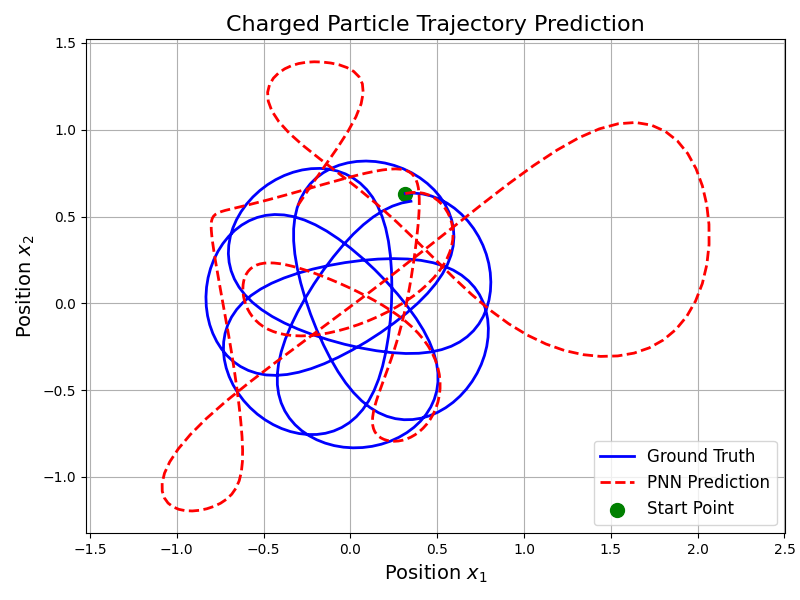 Charged Particle Trajectory Prediction
1.5
1.0
0.5
0.0
−0.5
−1.0
Position x₂
−1.5 −1.0 −0.5 0.0 0.5 1.0 1.5 2.0 2.5
Position x₁
Ground Truth
PNN Prediction
Start Point